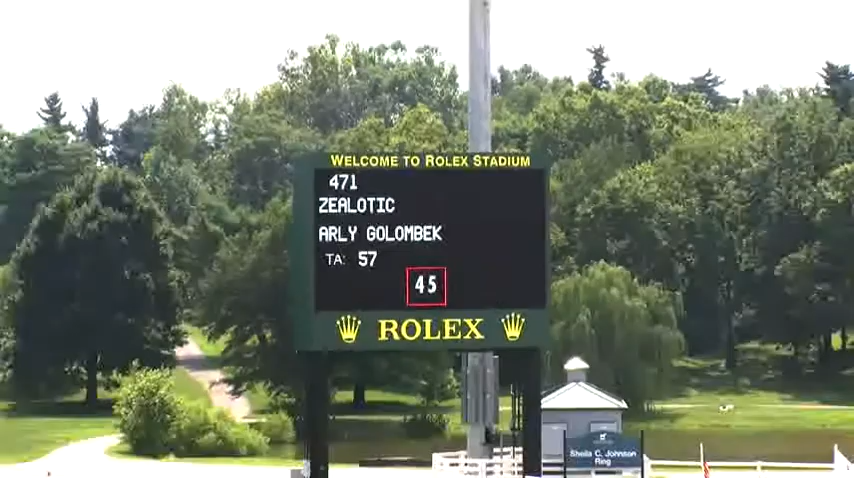 WELCOME TO ROLEX STADIUM
471
ZEALOTIC
ARLY GOLOMBEK
TA: 57
45
ROLEX
Sheila C. Johnson
Ring